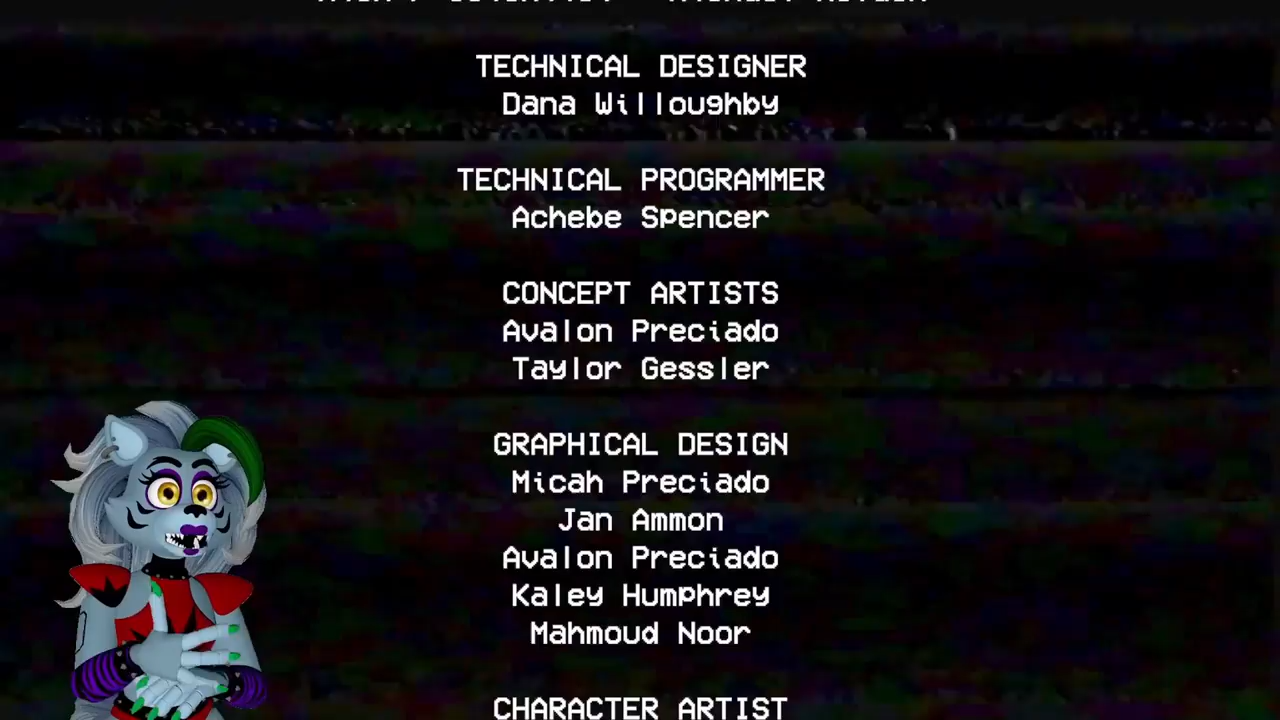 TECHNICAL DESIGNER
Dana Willoughby
TECHNICAL PROGRAMMER
Achebe Spencer
CONCEPT ARTISTS
Avalon Preciado
Taylor Gessler
GRAPHICAL DESIGN
Micah Preciado
Jan Ammon
Avalon Preciado
Kaley Humphrey
Mahmoud Noor
CHARACTER ARTIST